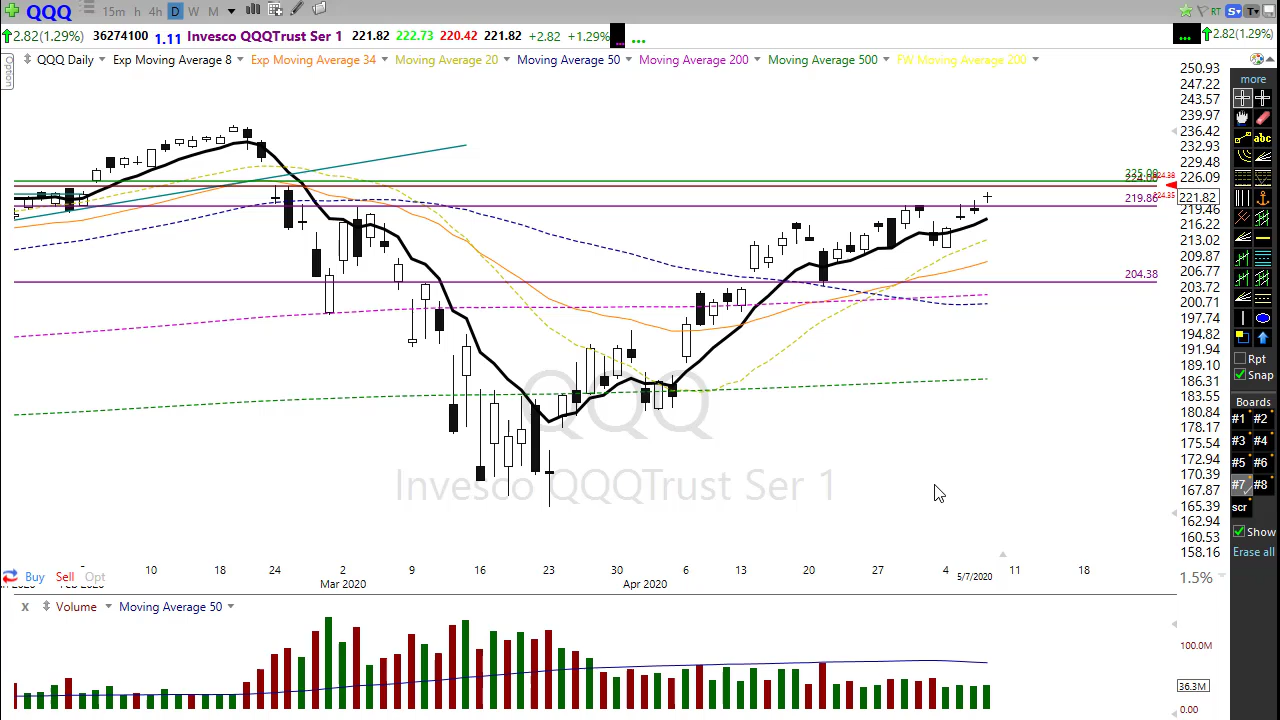 QQQ 15m h 4h D W M RT S T
2.82(1.29%) 36274100 1.11 Invesco QQQTrust Ser 1 221.82 222.73 220.42 221.82 +2.82 +1.29% ... ... 2.82(1.29%)
Option QQQ Daily Exp Moving Average 8 Exp Moving Average 34 Moving Average 20 Moving Average 50 Moving Average 200 Moving Average 500 FW Moving Average 200
250.93
more
247.22
243.57
239.97
abc
236.42
232.93
229.48
225.00
226.09
221.82
219.86
219.46
216.22
213.02
209.87
206.77
204.38
203.72
200.71
197.74
194.82
191.94
189.10
Rpt
186.31
Snap
183.55
Boards
180.84
#1 #2
178.17
175.54
#3 #4
172.94
#5 #6
170.39
167.87
#7 #8
165.39
scr
162.94
160.53
Show
158.16
Erase all
QQQ
Invesco QQQTrust Ser 1
10 18 24 2 9 16 23 30 6 13 20 27 4 11 18
Mar 2020 Apr 2020 5/7/2020
Buy Sell Opt 1.5%
x Volume Moving Average 50
100.0M
36.3M
0.00